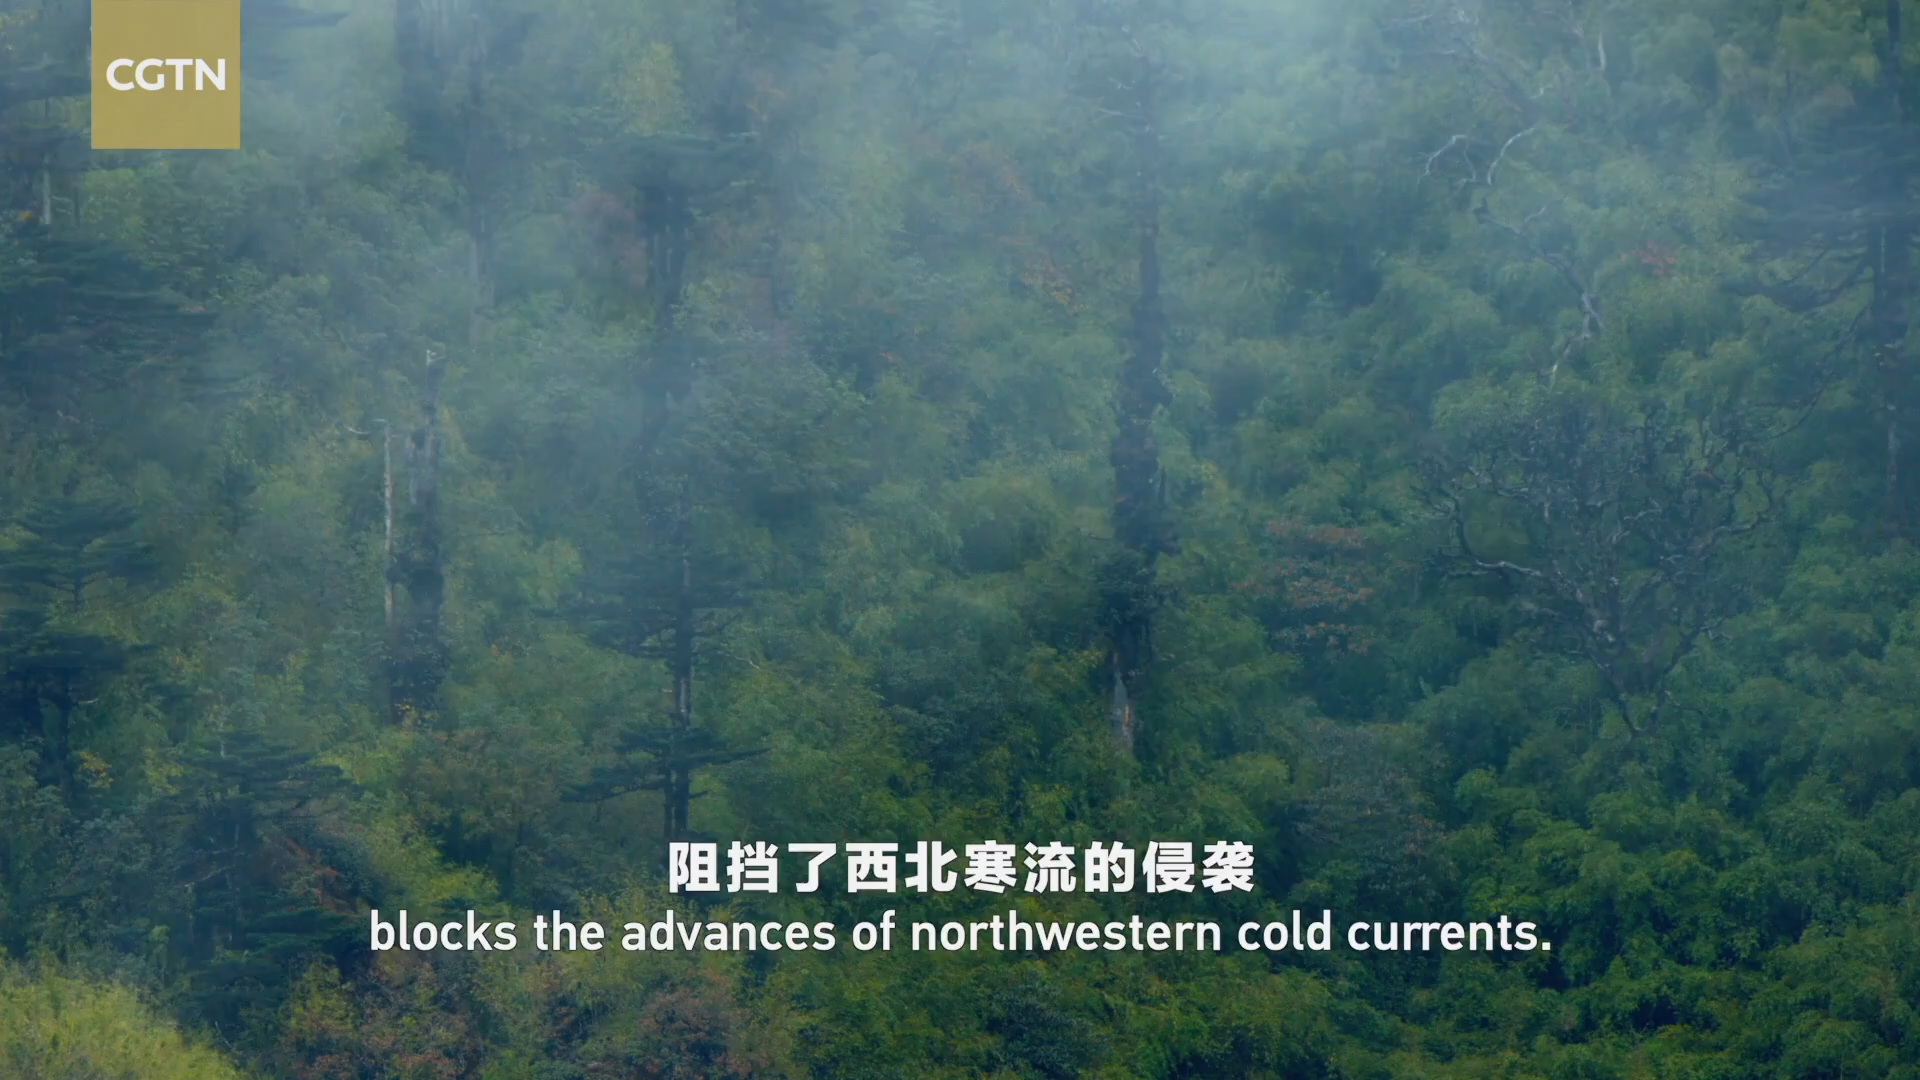 CGTN
阻挡了西北寒流的侵袭
blocks the advances of northwestern cold currents.